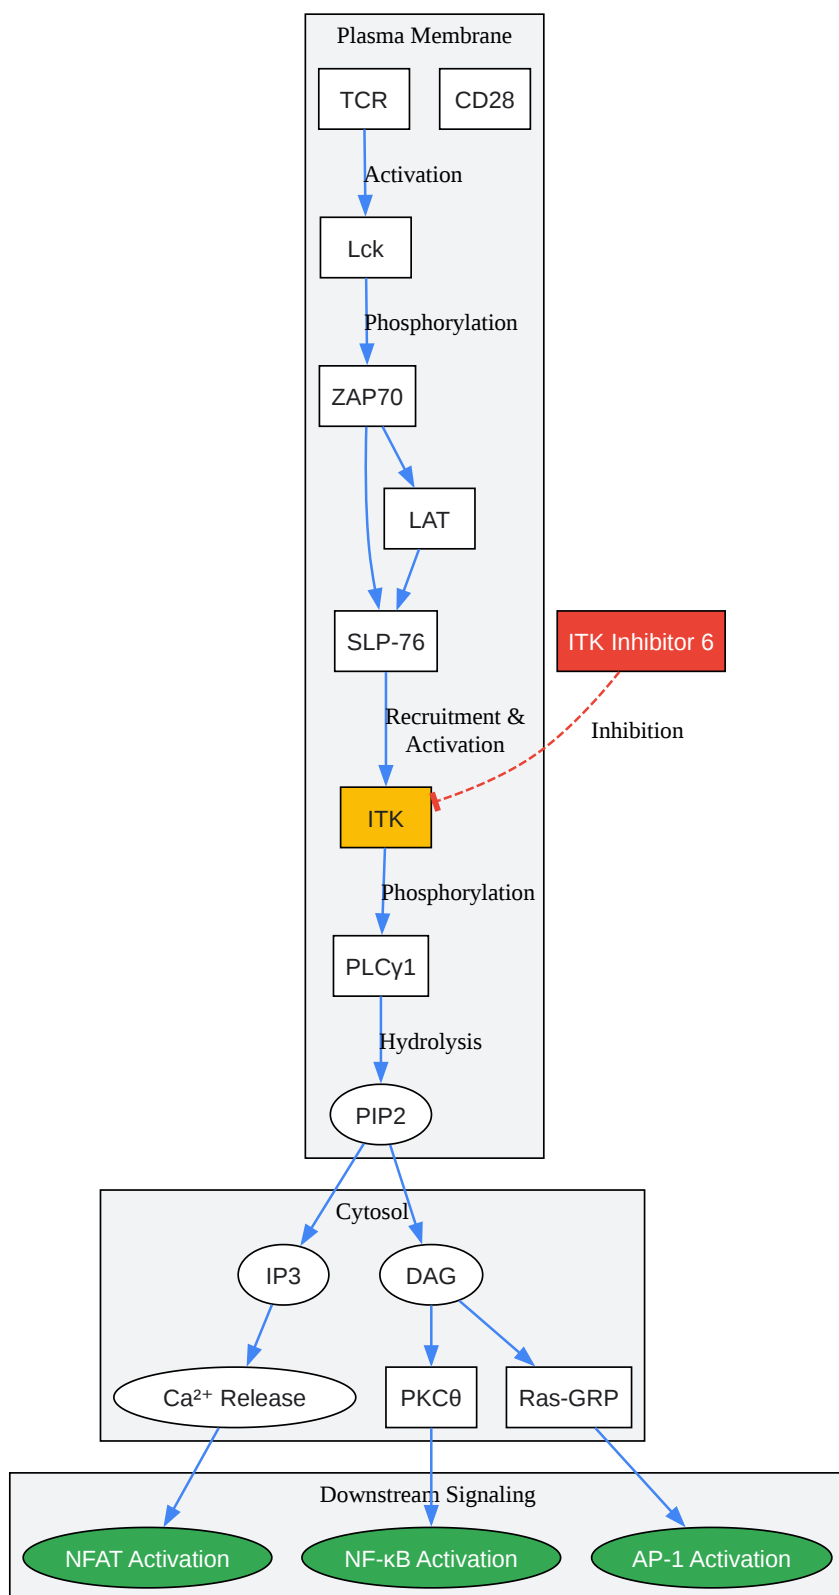 Plasma Membrane
TCR
CD28
Activation
Lck
Phosphorylation
ZAP70
LAT
SLP-76
ITK Inhibitor 6
Recruitment &
Activation
Inhibition
ITK
Phosphorylation
PLCγ1
Hydrolysis
PIP2
Cytosol
IP3
DAG
Ca²⁺ Release
PKCθ
Ras-GRP
Downstream Signaling
NFAT Activation
NF-κB Activation
AP-1 Activation